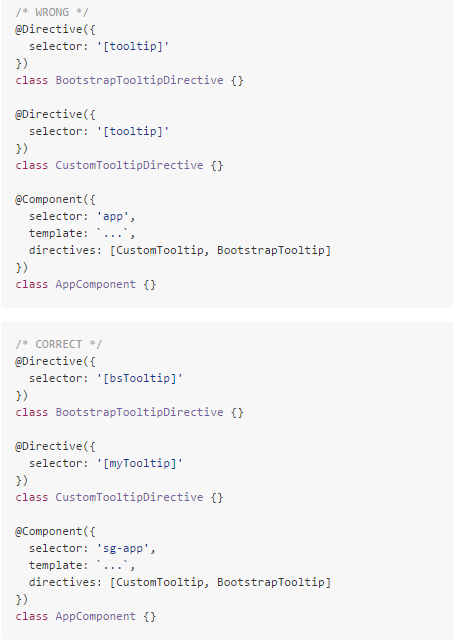 /* WRONG */
@Directive({
  selector: '[tooltip]'
})
class BootstrapTooltipDirective {}

@Directive({
  selector: '[tooltip]'
})
class CustomTooltipDirective {}

@Component({
  selector: 'app',
  template: `...`,
  directives: [CustomTooltip, BootstrapTooltip]
})
class AppComponent {}

/* CORRECT */
@Directive({
  selector: '[bsTooltip]'
})
class BootstrapTooltipDirective {}

@Directive({
  selector: '[myTooltip]'
})
class CustomTooltipDirective {}

@Component({
  selector: 'sg-app',
  template: `...`,
  directives: [CustomTooltip, BootstrapTooltip]
})
class AppComponent {}